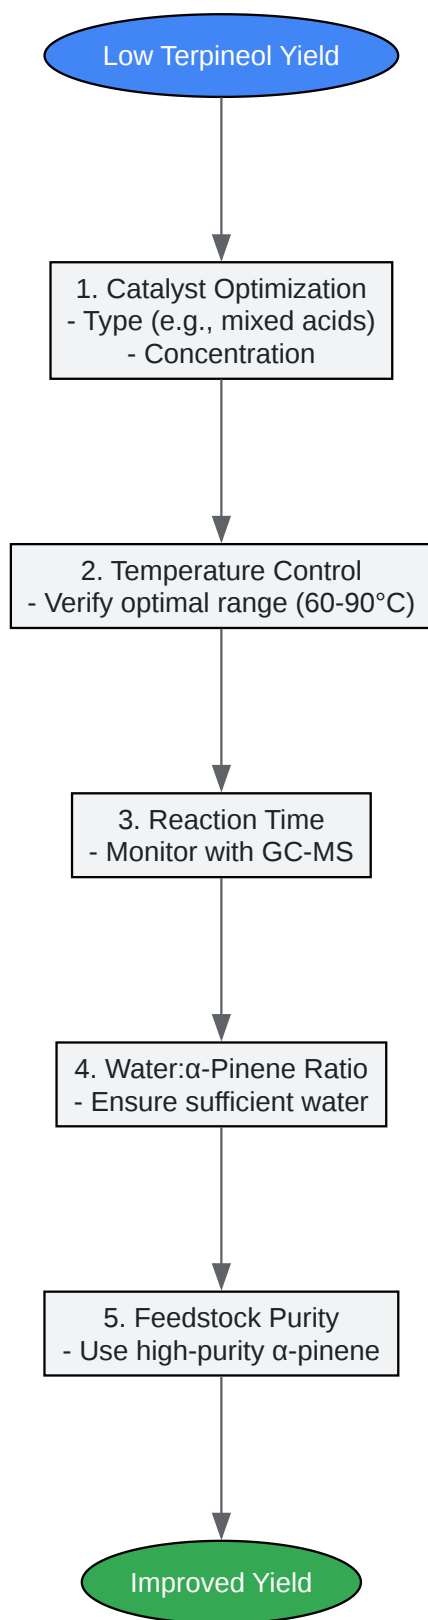 Low Terpineol Yield
1. Catalyst Optimization
- Type (e.g., mixed acids)
- Concentration
2. Temperature Control
- Verify optimal range (60-90°C)
3. Reaction Time
- Monitor with GC-MS
4. Water:α-Pinene Ratio
- Ensure sufficient water
5. Feedstock Purity
- Use high-purity α-pinene
Improved Yield